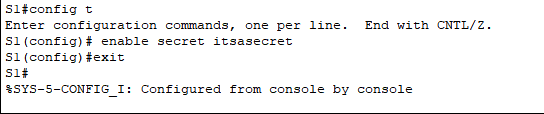 S1#config t
Enter configuration commands, one per line.  End with CNTL/Z.
S1(config)# enable secret itsasecret
S1(config)#exit
S1#
%SYS-5-CONFIG_I: Configured from console by console